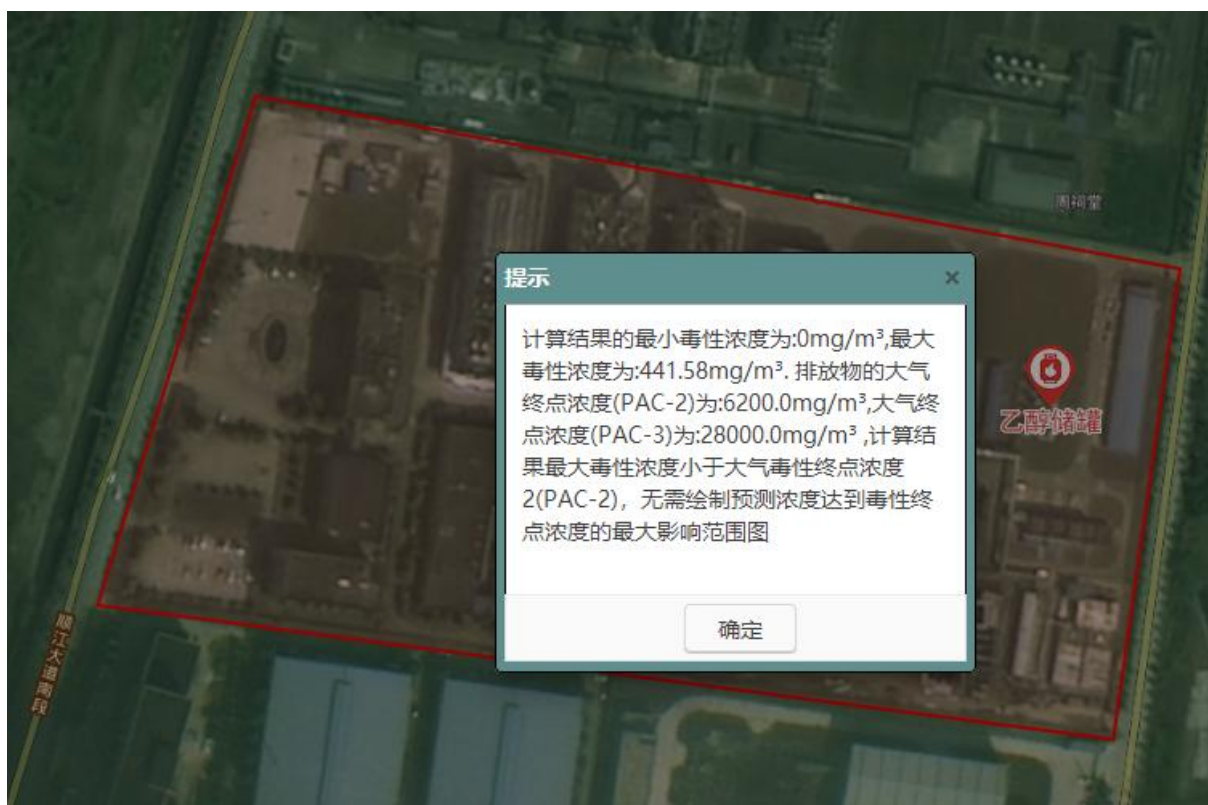 周祠堂
提示
×
计算结果的最小毒性浓度为:0mg/m³,最大
毒性浓度为:441.58mg/m³. 排放物的大气
终点浓度(PAC-2)为:6200.0mg/m³,大气终
点浓度(PAC-3)为:28000.0mg/m³ ,计算结
果最大毒性浓度小于大气毒性终点浓度
2(PAC-2)，无需绘制预测浓度达到毒性终
点浓度的最大影响范围图
确定
乙醇储罐
顺江大道南段